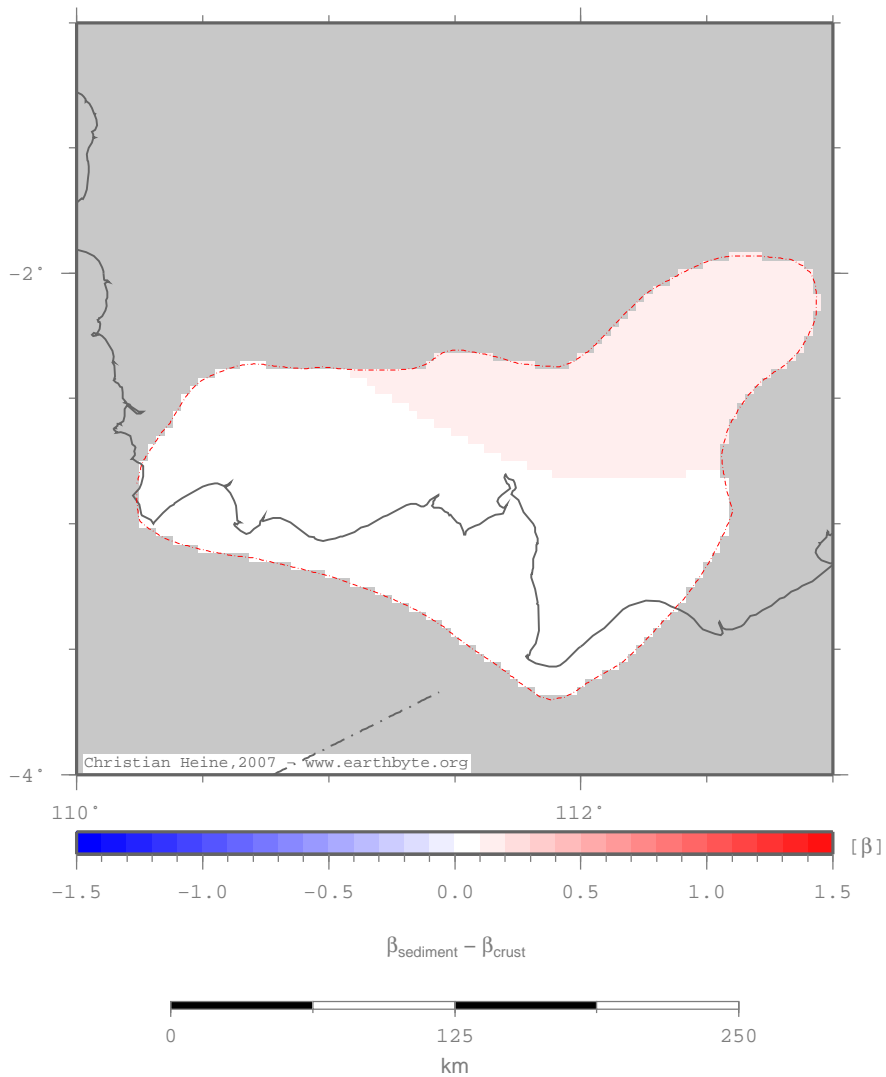 -2°
Christian Heine,2007 - www.earthbyte.org
-4°
110° 112°
[β]
-1.5 -1.0 -0.5 0.0 0.5 1.0 1.5
βsediment – βcrust
0 125 250
km